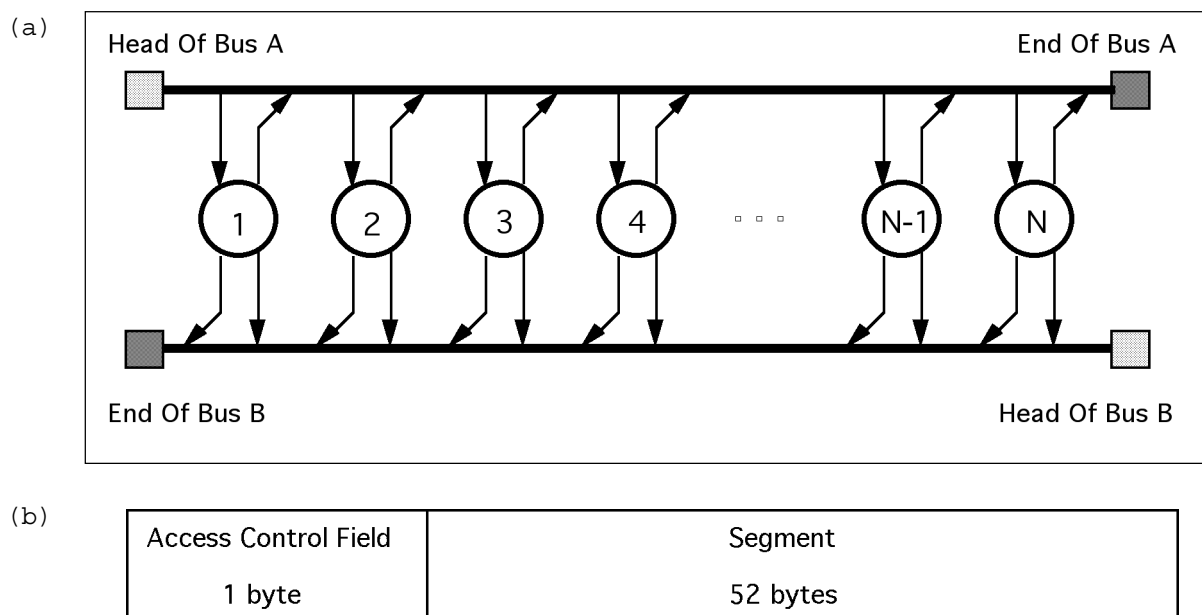 (a)
Head Of Bus A End Of Bus A
1 2 3 4 N-1 N
End Of Bus B Head Of Bus B
(b)
Access Control Field Segment
1 byte 52 bytes